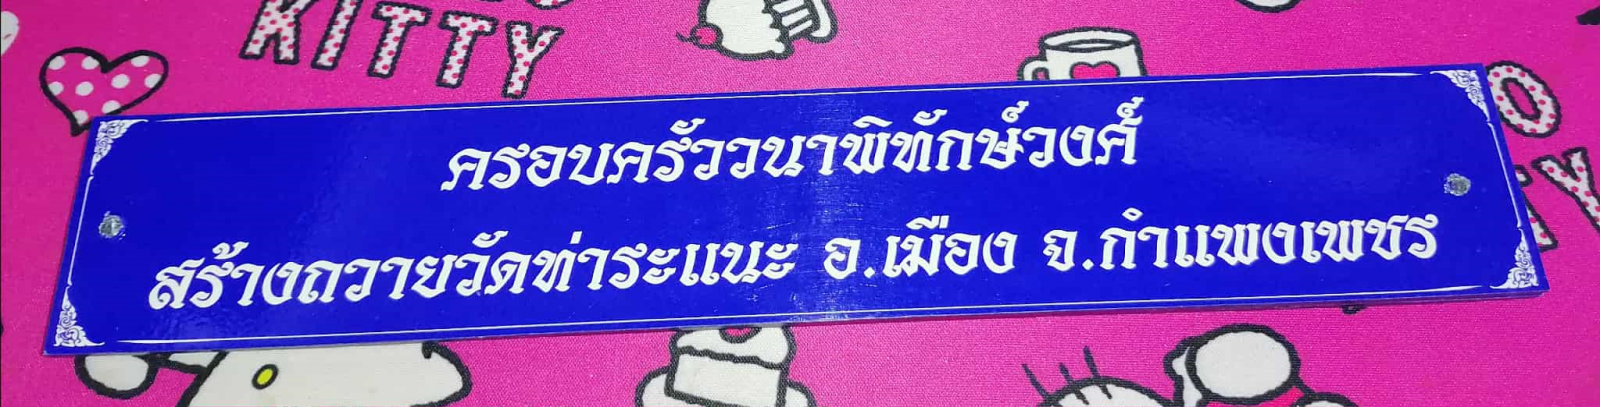 KITTY
ครอบครัววนาพิทักษ์วงศ์
สร้างถวายวัดท่าระแนะ อ.เมือง จ.กำแพงเพชร